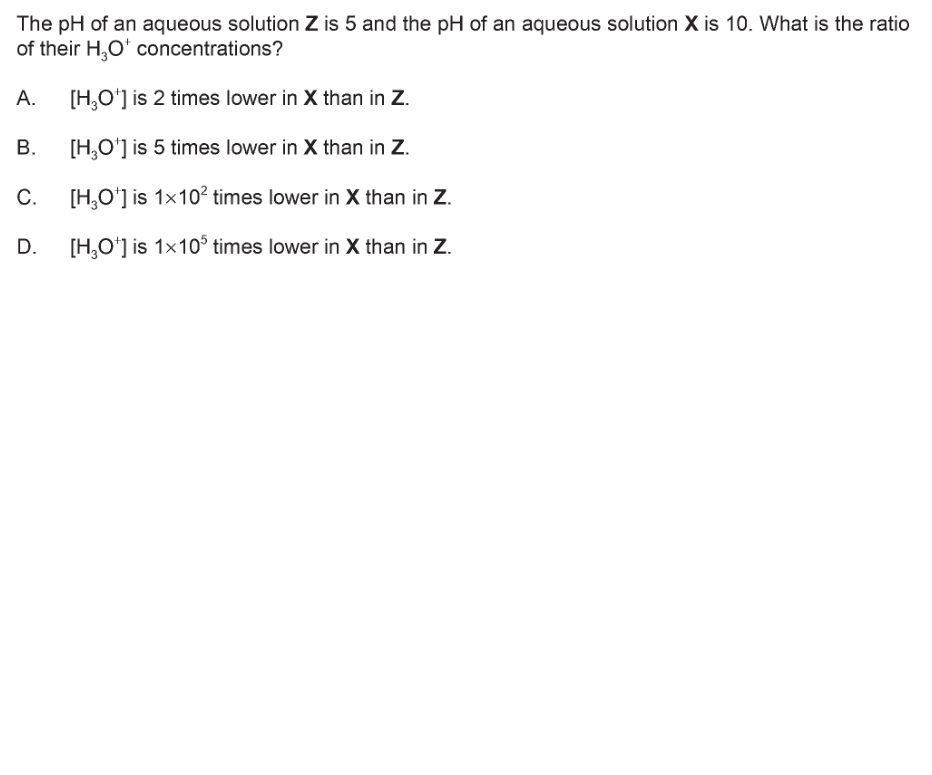 The pH of an aqueous solution Z is 5 and the pH of an aqueous solution X is 10. What is the ratio
of their H₃O⁺ concentrations?
A. [H₃O⁺] is 2 times lower in X than in Z.
B. [H₃O⁺] is 5 times lower in X than in Z.
C. [H₃O⁺] is 1×10² times lower in X than in Z.
D. [H₃O⁺] is 1×10⁵ times lower in X than in Z.